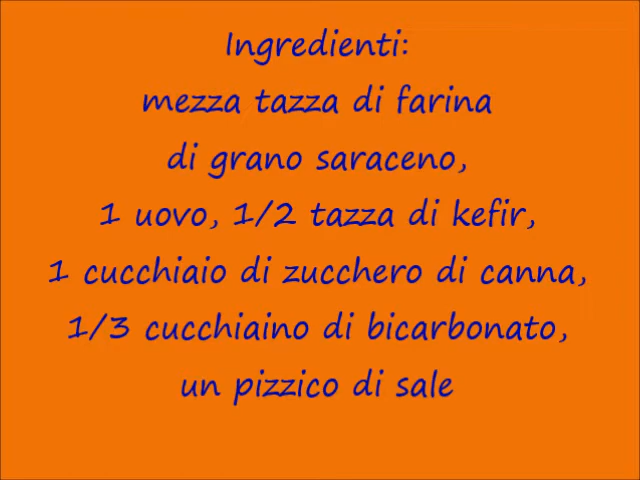 Ingredienti:
mezza tazza di farina
di grano saraceno,
1 uovo, 1/2 tazza di kefir,
1 cucchiaio di zucchero di canna,
1/3 cucchiaino di bicarbonato,
un pizzico di sale